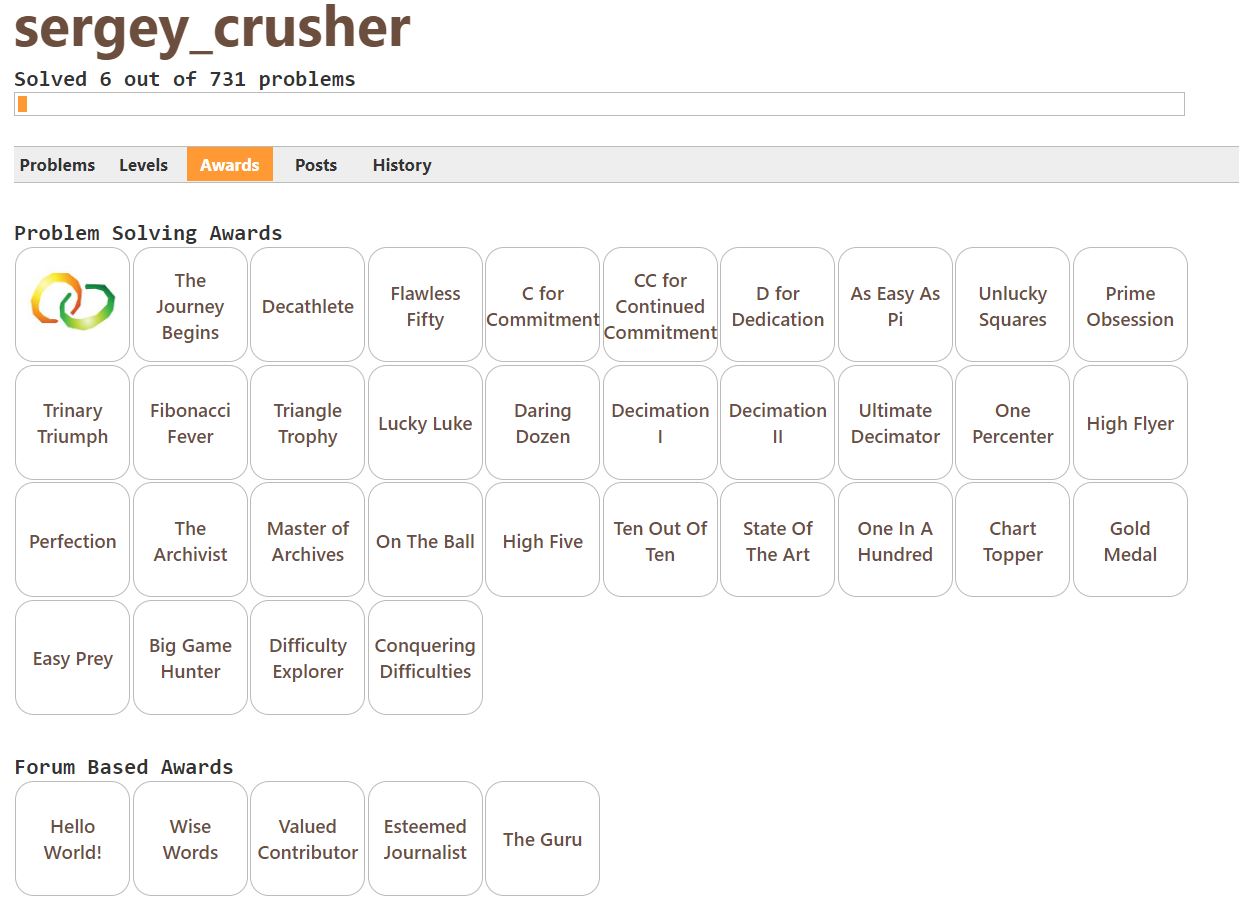 sergey_crusher
Solved 6 out of 731 problems
Problems Levels Awards Posts History
Problem Solving Awards
The Journey Begins
Decathlete
Flawless Fifty
C for Commitment
CC for Continued Commitment
D for Dedication
As Easy As Pi
Unlucky Squares
Prime Obsession
Trinary Triumph
Fibonacci Fever
Triangle Trophy
Lucky Luke
Daring Dozen
Decimation I
Decimation II
Ultimate Decimator
One Percenter
High Flyer
Perfection
The Archivist
Master of Archives
On The Ball
High Five
Ten Out Of Ten
State Of The Art
One In A Hundred
Chart Topper
Gold Medal
Easy Prey
Big Game Hunter
Difficulty Explorer
Conquering Difficulties
Forum Based Awards
Hello World!
Wise Words
Valued Contributor
Esteemed Journalist
The Guru